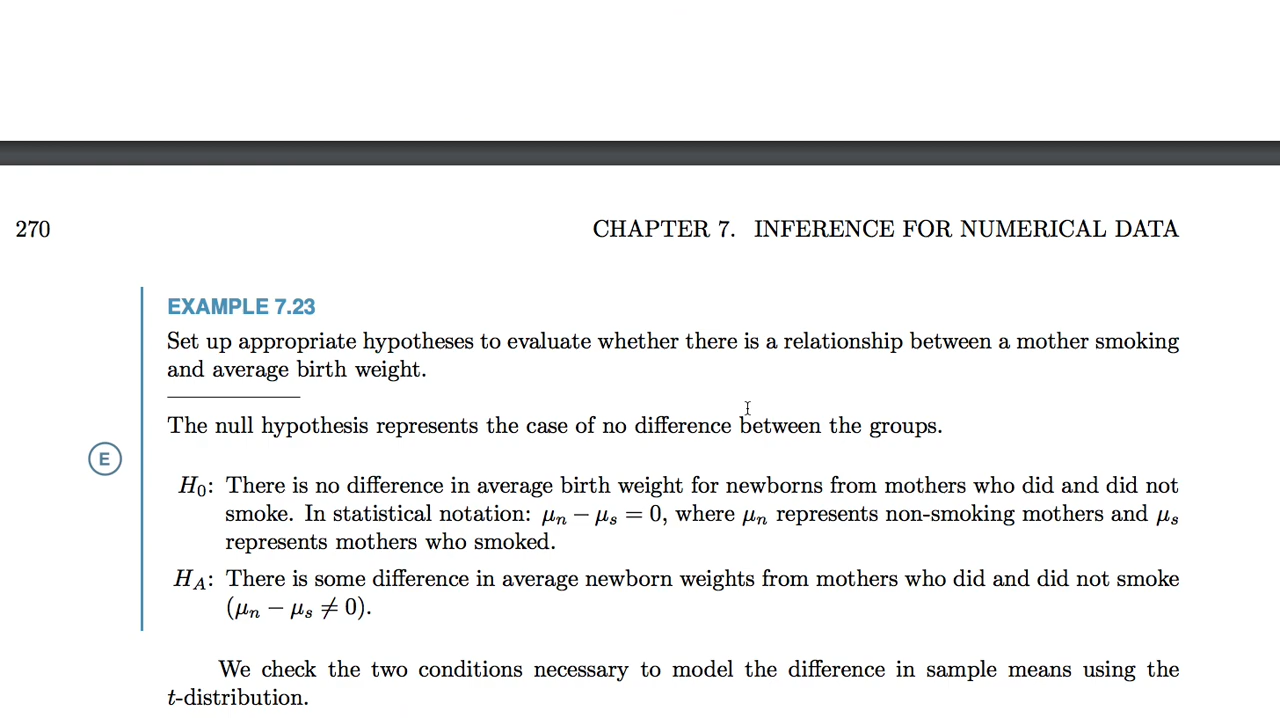 270
CHAPTER 7. INFERENCE FOR NUMERICAL DATA
EXAMPLE 7.23
Set up appropriate hypotheses to evaluate whether there is a relationship between a mother smoking
and average birth weight.
The null hypothesis represents the case of no difference between the groups.
E
H₀: There is no difference in average birth weight for newborns from mothers who did and did not
smoke. In statistical notation: μₙ − μₛ = 0, where μₙ represents non-smoking mothers and μₛ
represents mothers who smoked.
H_A: There is some difference in average newborn weights from mothers who did and did not smoke
(μₙ − μₛ ≠ 0).
We check the two conditions necessary to model the difference in sample means using the
t-distribution.